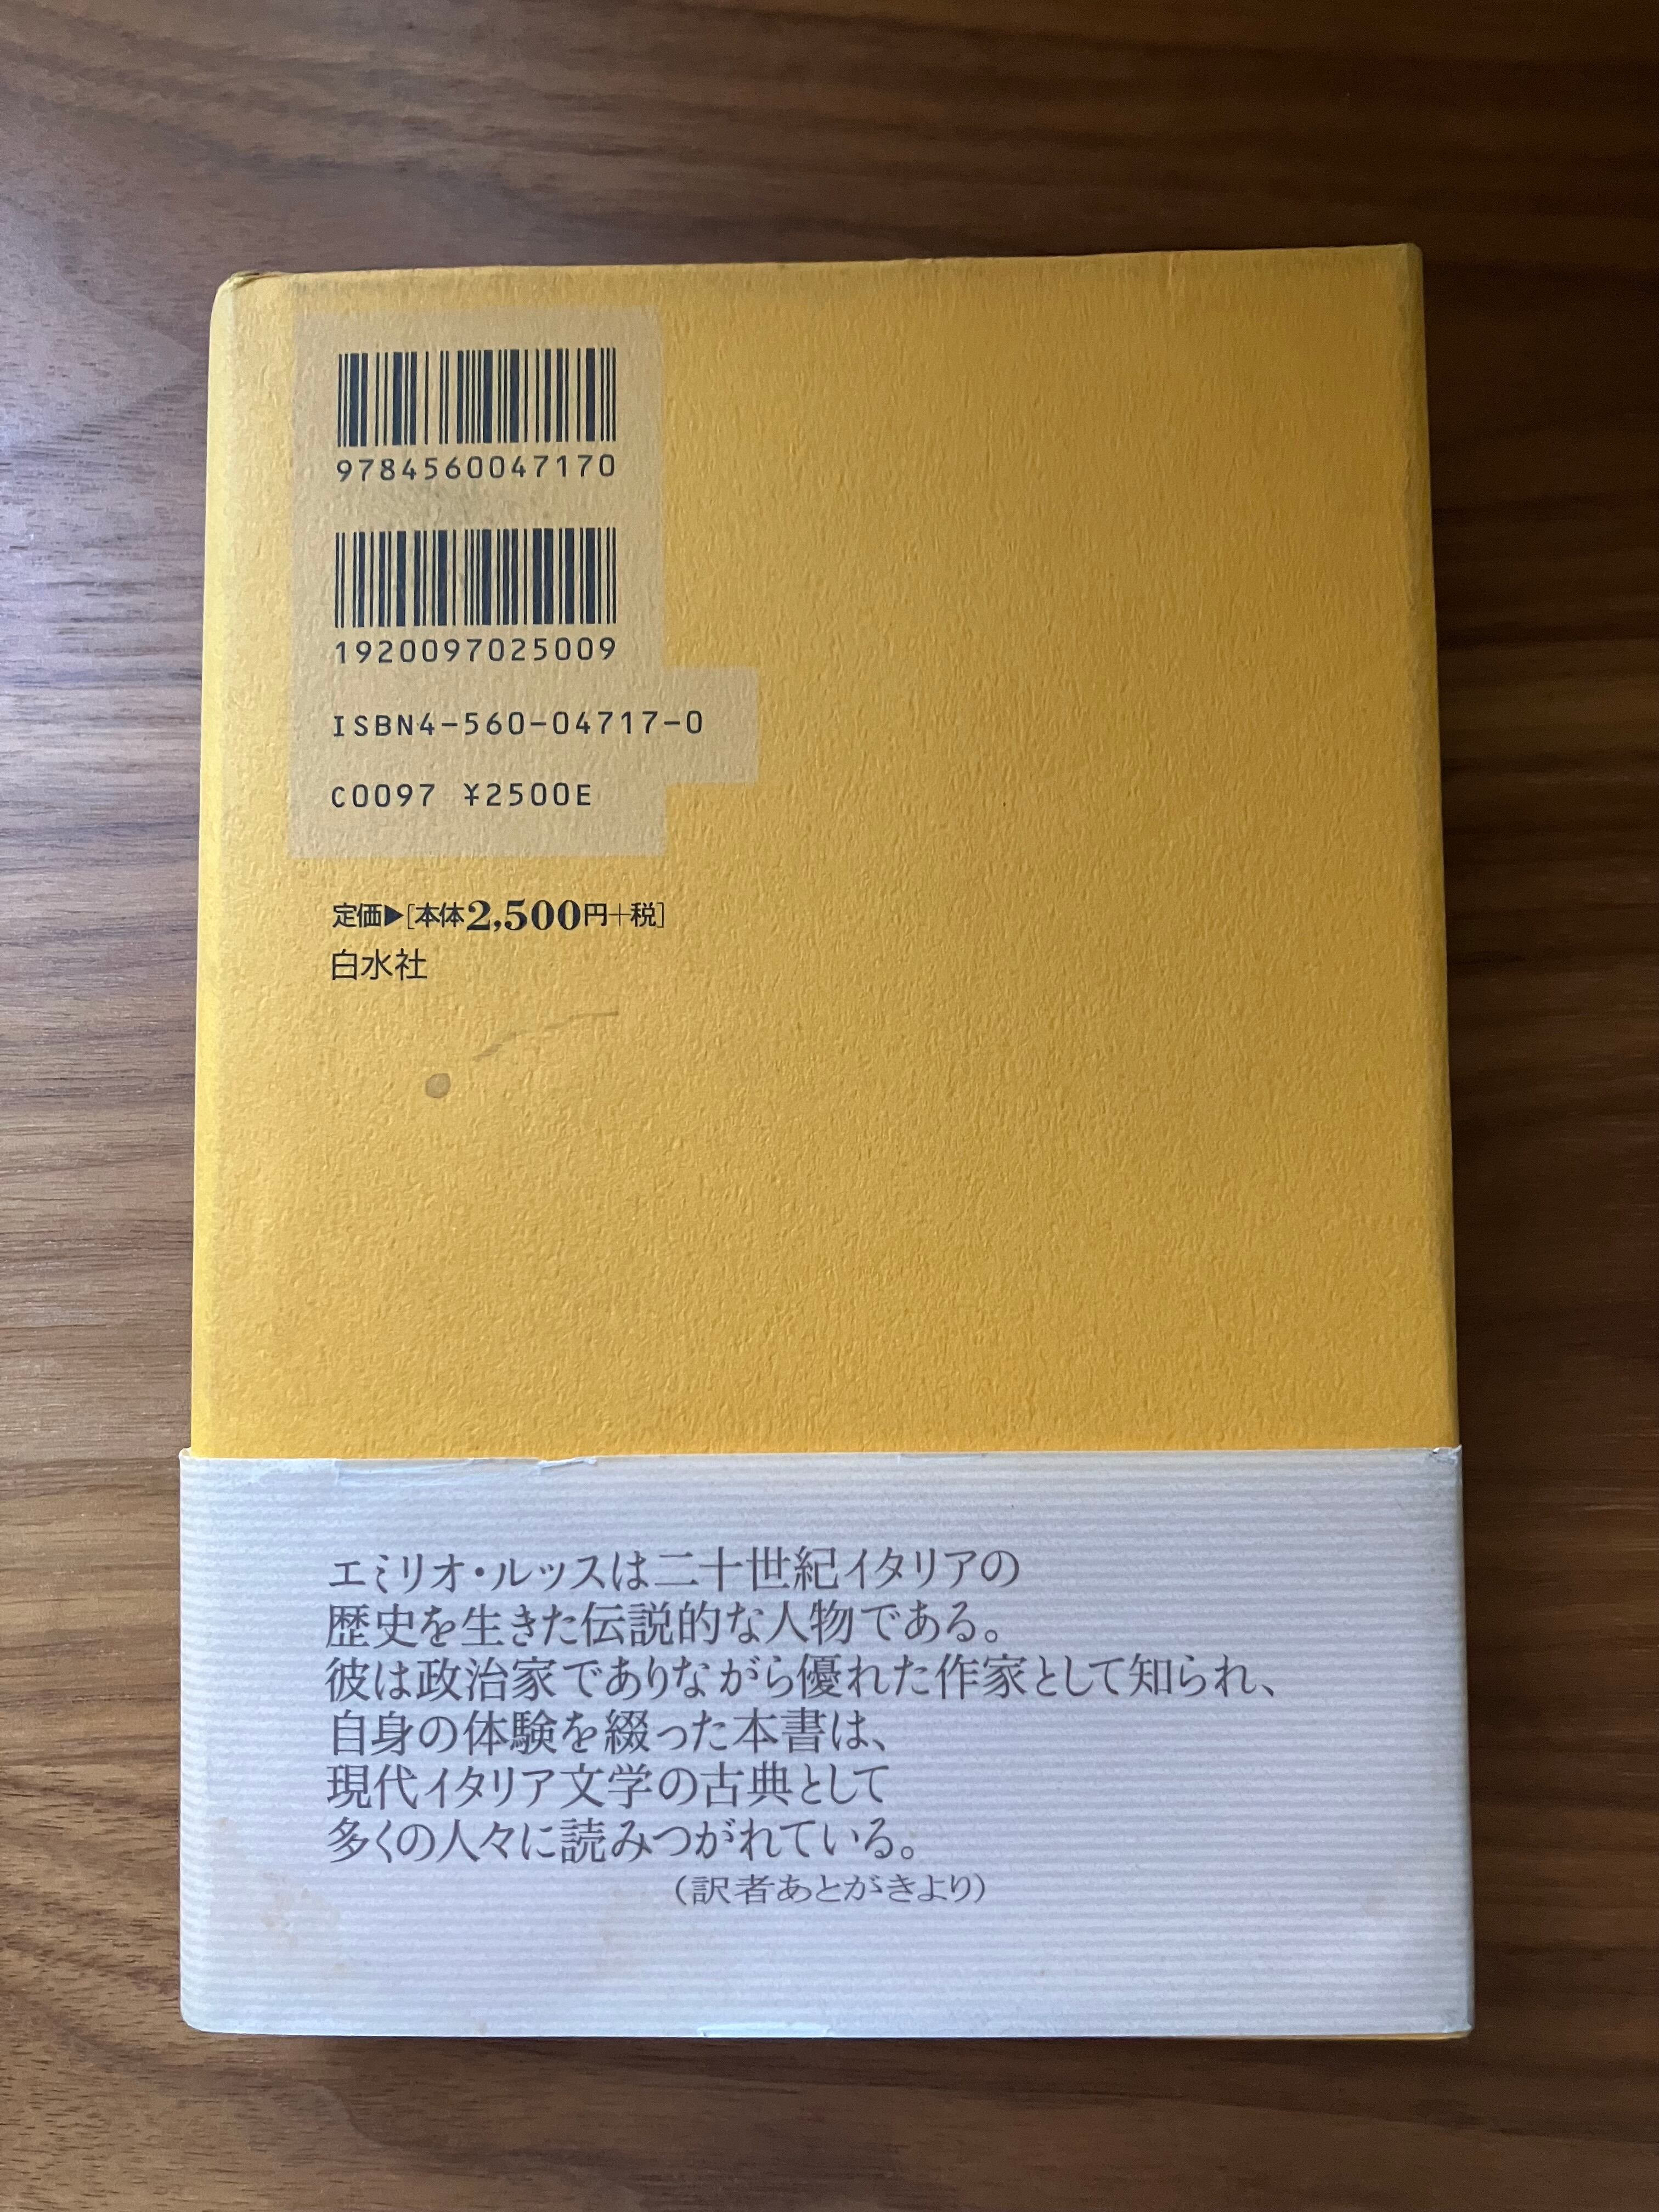 9784560047170
1920097025009
ISBN4-560-04717-0
C0097 ¥2500E
定価▶[本体2,500円+税]
白水社
エミリオ・ルッスは二十世紀イタリアの
歴史を生きた伝説的な人物である。
彼は政治家でありながら優れた作家として知られ、
自身の体験を綴った本書は、
現代イタリア文学の古典として
多くの人々に読みつがれている。
(訳者あとがきより)